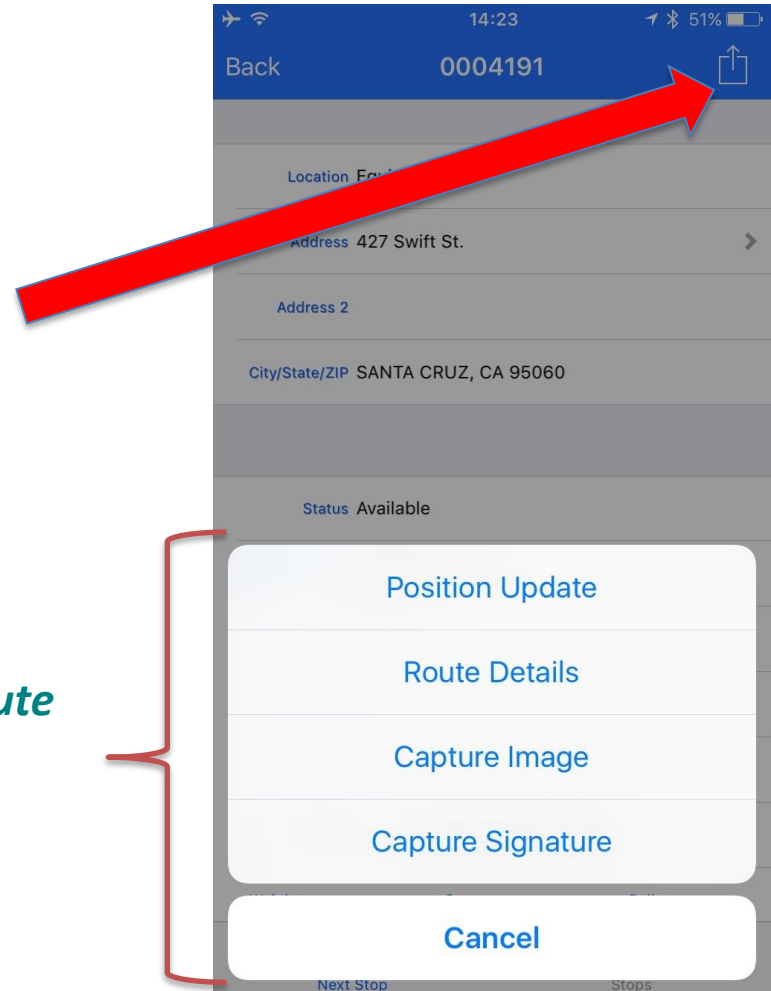 14:23
51%
Back
0004191
Location
Address 427 Swift St.
Address 2
City/State/ZIP SANTA CRUZ, CA 95060
Status Available
Position Update
Route Details
Capture Image
Capture Signature
Cancel
Next Stop
Stops